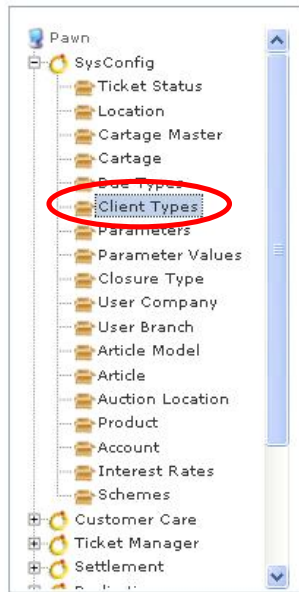 Pawn
SysConfig
Ticket Status
Location
Cartage Master
Cartage
Due Types
Client Types
Parameters
Parameter Values
Closure Type
User Company
User Branch
Article Model
Article
Auction Location
Product
Account
Interest Rates
Schemes
Customer Care
Ticket Manager
Settlement